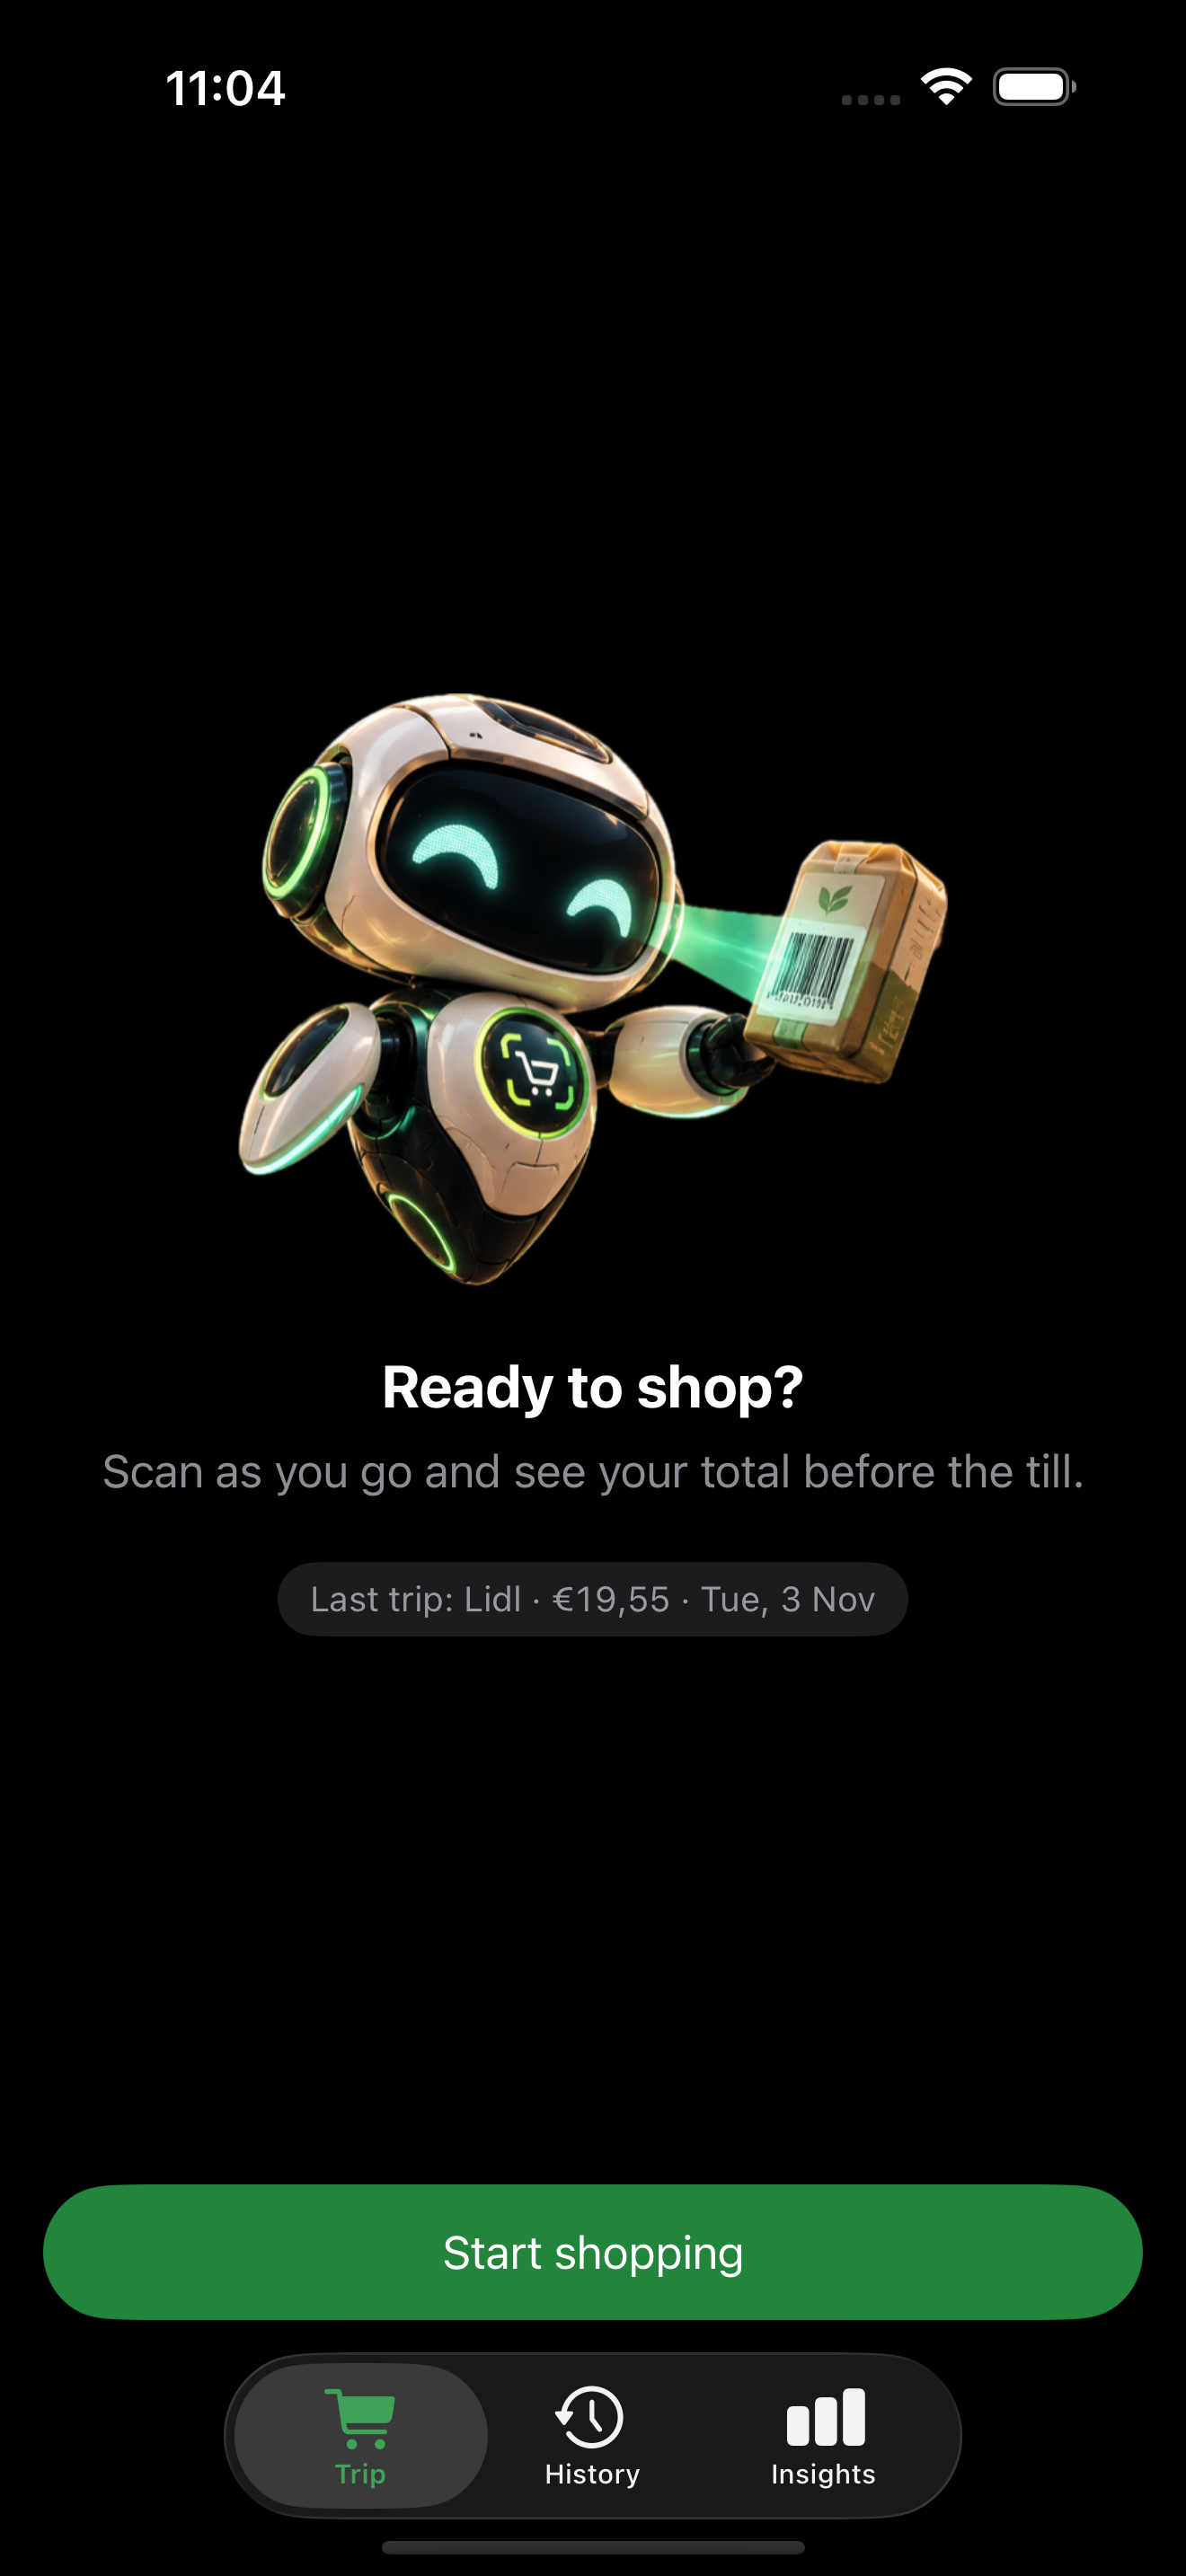 11:04
Ready to shop?
Scan as you go and see your total before the till.
Last trip: Lidl · €19,55 · Tue, 3 Nov
Start shopping
Trip
History
Insights